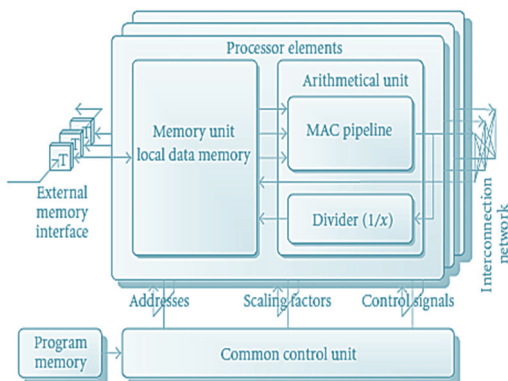 Processor elements
Arithmetical unit
Memory unit
local data memory
MAC pipeline
T
T
T
External
memory
interface
Divider (1/x)
Interconnection
network
Addresses
Scaling factors
Control signals
Program
memory
Common control unit